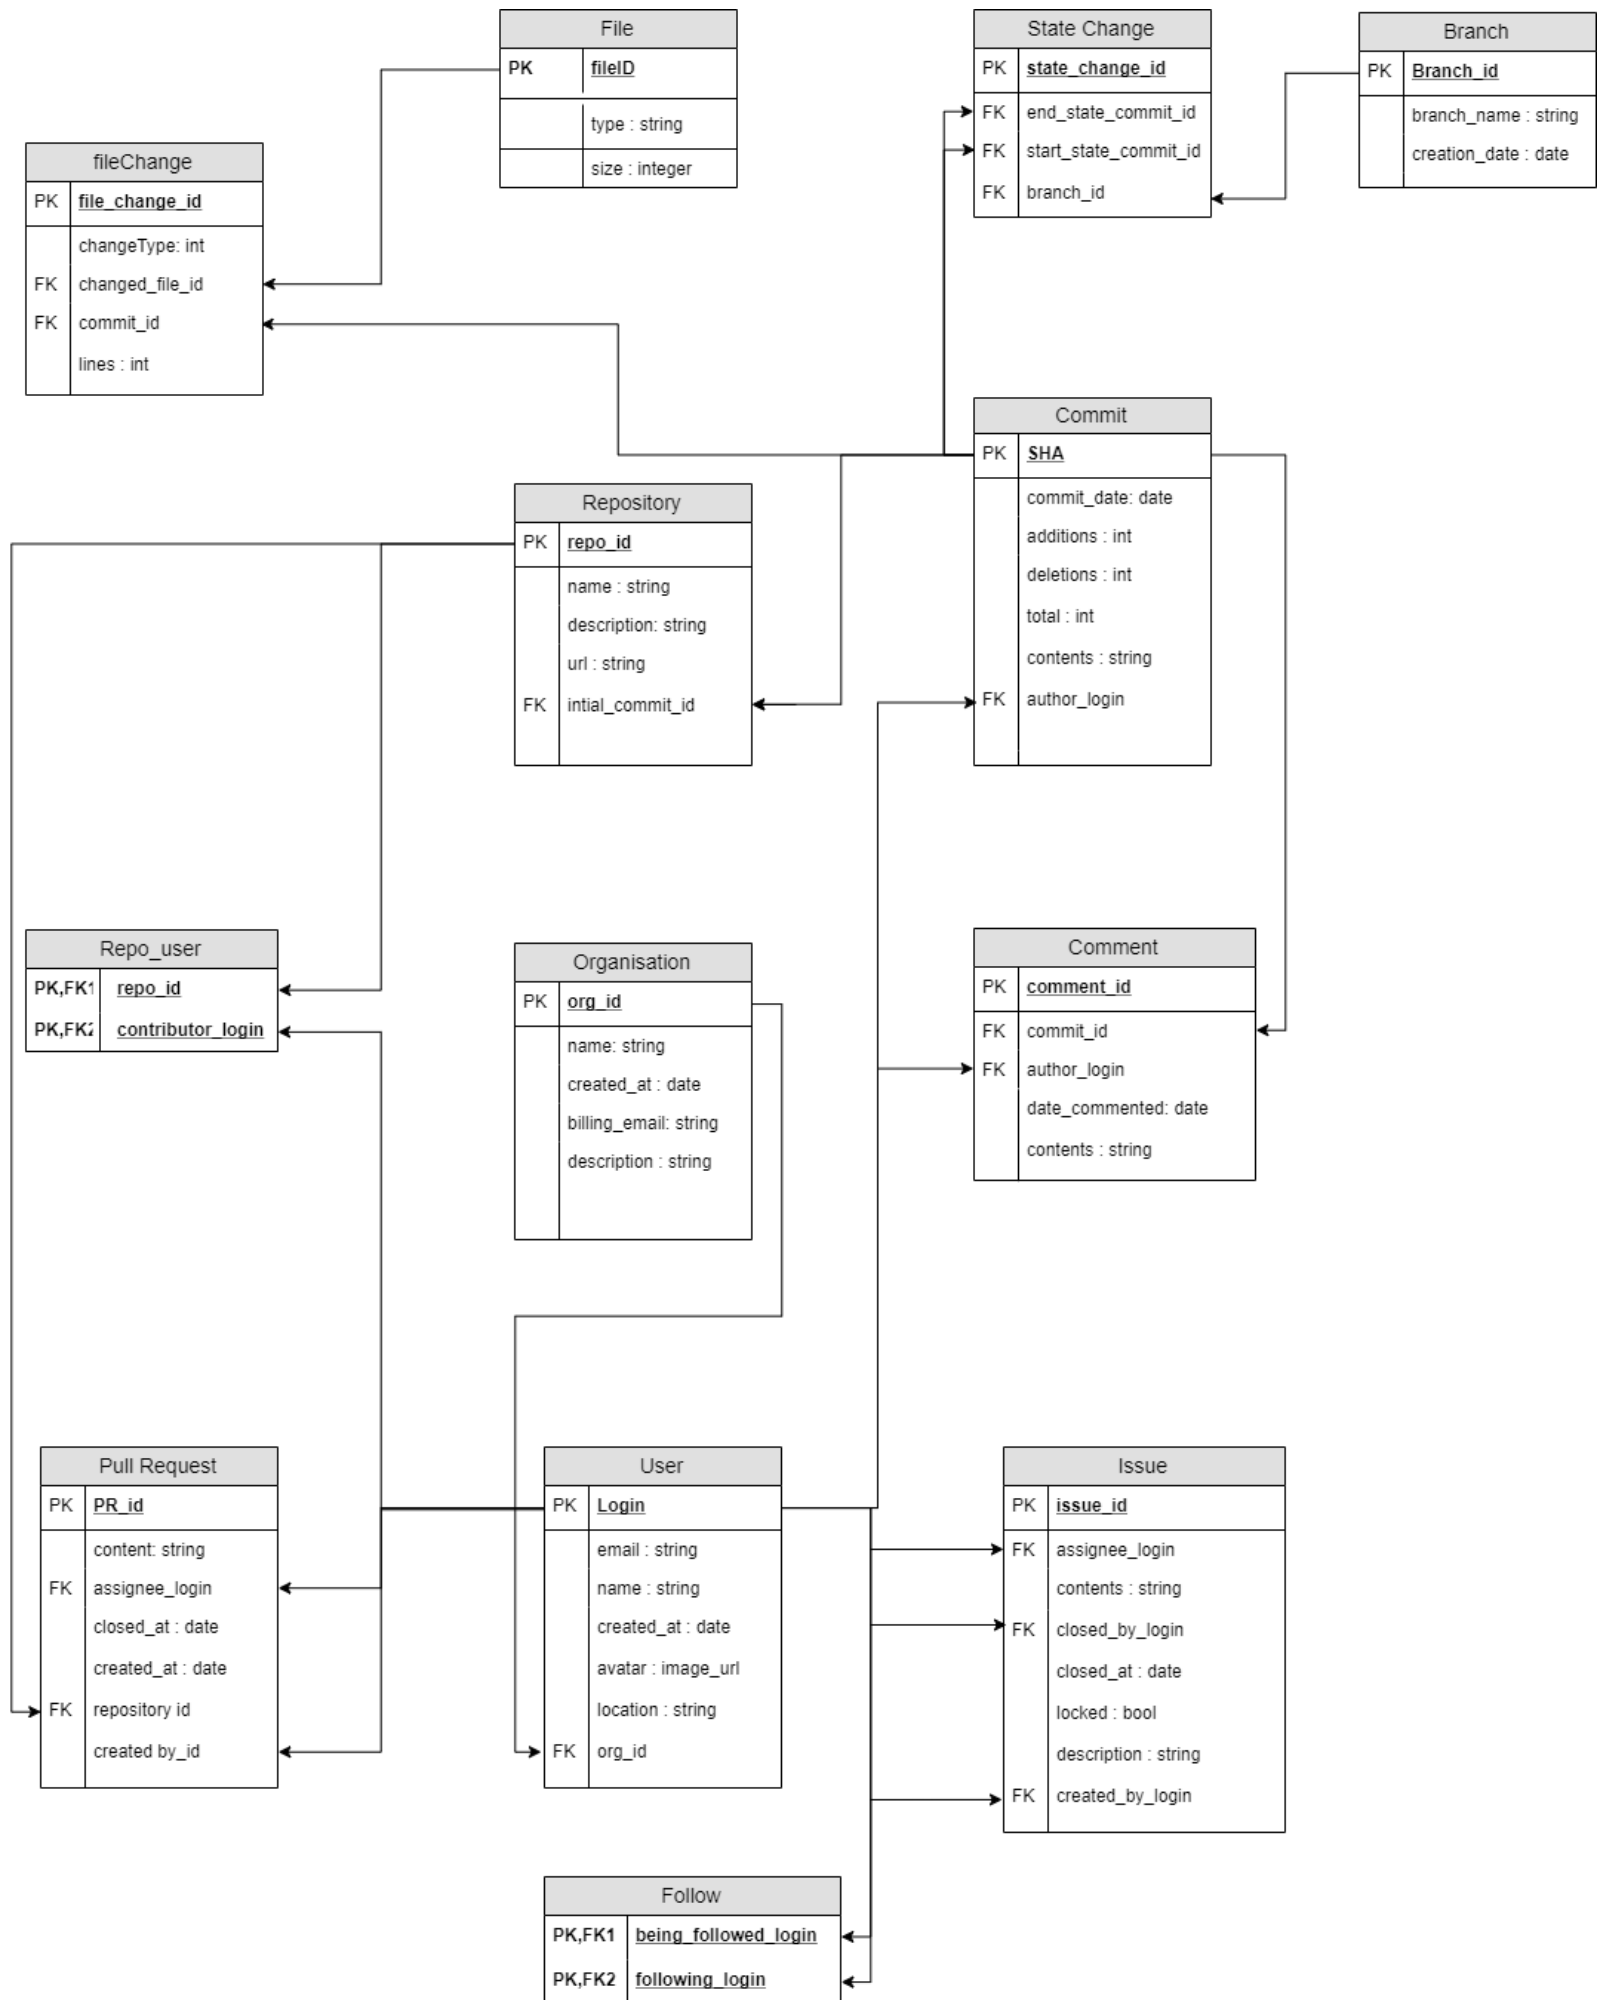 File
PK fileID
type : string
size : integer
State Change
PK state_change_id
FK end_state_commit_id
FK start_state_commit_id
FK branch_id
Branch
PK Branch_id
branch_name : string
creation_date : date
fileChange
PK file_change_id
changeType: int
FK changed_file_id
FK commit_id
lines : int
Commit
PK SHA
commit_date: date
additions : int
deletions : int
total : int
contents : string
FK author_login
Repository
PK repo_id
name : string
description: string
url : string
FK intial_commit_id
Repo_user
PK,FK1 repo_id
PK,FK2 contributor_login
Organisation
PK org_id
name: string
created_at : date
billing_email: string
description : string
Comment
PK comment_id
FK commit_id
FK author_login
date_commented: date
contents : string
Pull Request
PK PR_id
content: string
FK assignee_login
closed_at : date
created_at : date
FK repository id
created by_id
User
PK Login
email : string
name : string
created_at : date
avatar : image_url
location : string
FK org_id
Issue
PK issue_id
FK assignee_login
contents : string
FK closed_by_login
closed_at : date
locked : bool
description : string
FK created_by_login
Follow
PK,FK1 being_followed_login
PK,FK2 following_login